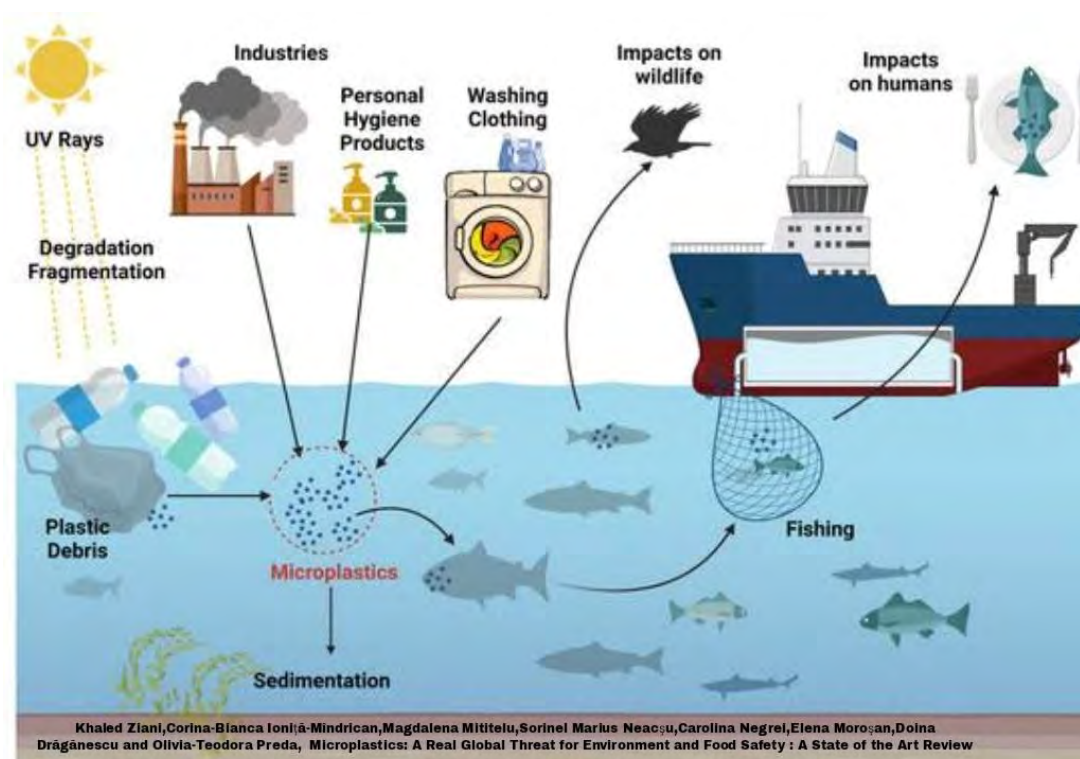 Industries
UV Rays
Personal
Hygiene
Products
Washing
Clothing
Impacts on
wildlife
Impacts
on humans
Degradation
Fragmentation
Plastic
Debris
Microplastics
Fishing
Sedimentation
Khaled Ziani,Corina-Bianca Ioniță-Mîndrican,Magdalena Mititelu,Sorinel Marius Neacșu,Carolina Negrei,Elena Moroșan,Doina
Drăgănescu and Olivia-Teodora Preda, Microplastics: A Real Global Threat for Environment and Food Safety : A State of the Art Review